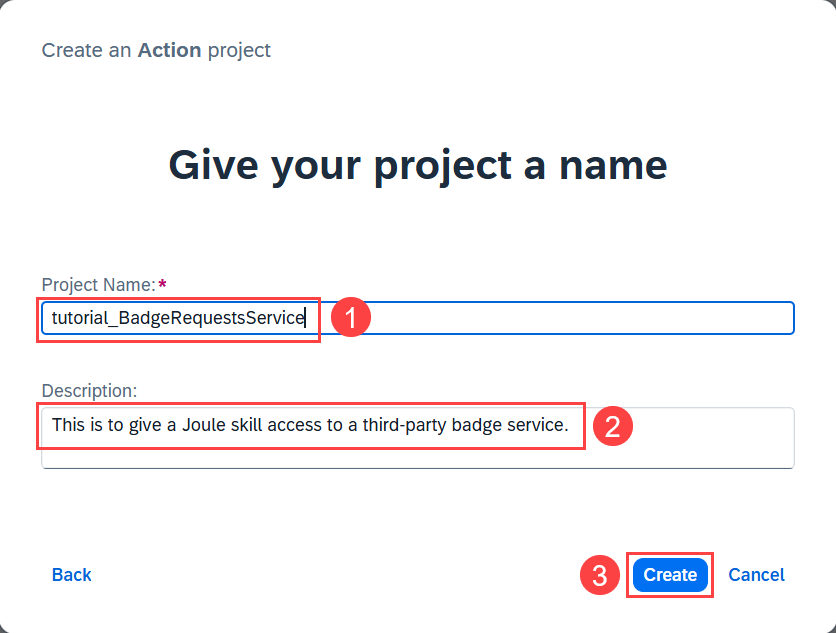 Create an Action project
Give your project a name
Project Name:*
tutorial_BadgeRequestsService
1
Description:
This is to give a Joule skill access to a third-party badge service.
2
Back
3
Create
Cancel